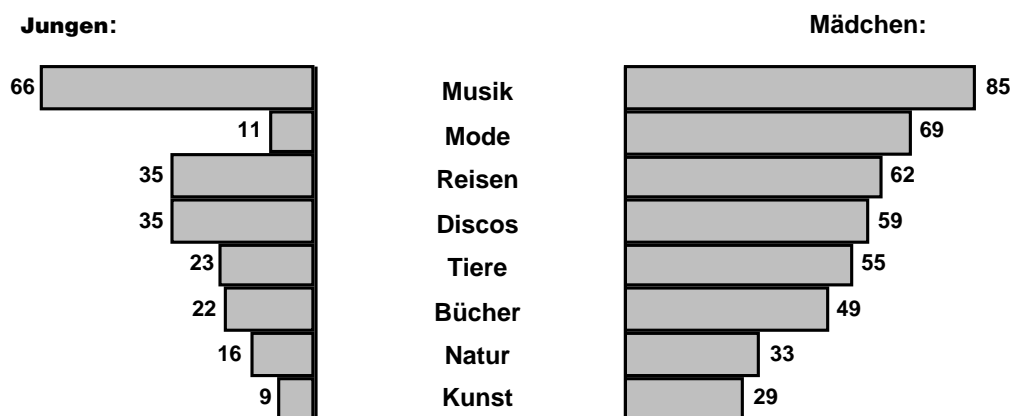 Jungen: Mädchen:
66 Musik 85
11 Mode 69
35 Reisen 62
35 Discos 59
23 Tiere 55
22 Bücher 49
16 Natur 33
9 Kunst 29